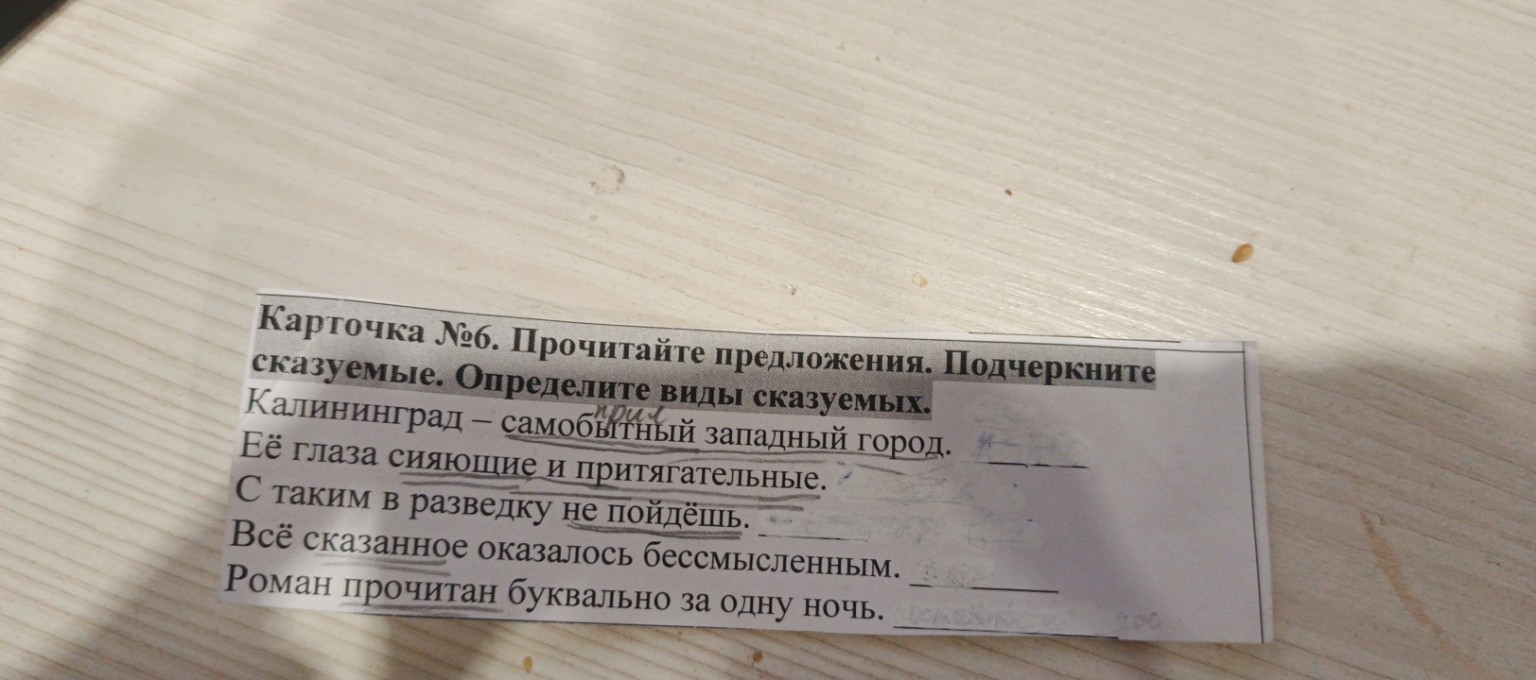 Карточка №6. Прочитайте предложения. Подчеркните
сказуемые. Определите виды сказуемых.
прил
Калининград – самобытный западный город.
Её глаза сияющие и притягательные.
С таким в разведку не пойдёшь.
Всё сказанное оказалось бессмысленным.
Роман прочитан буквально за одну ночь.